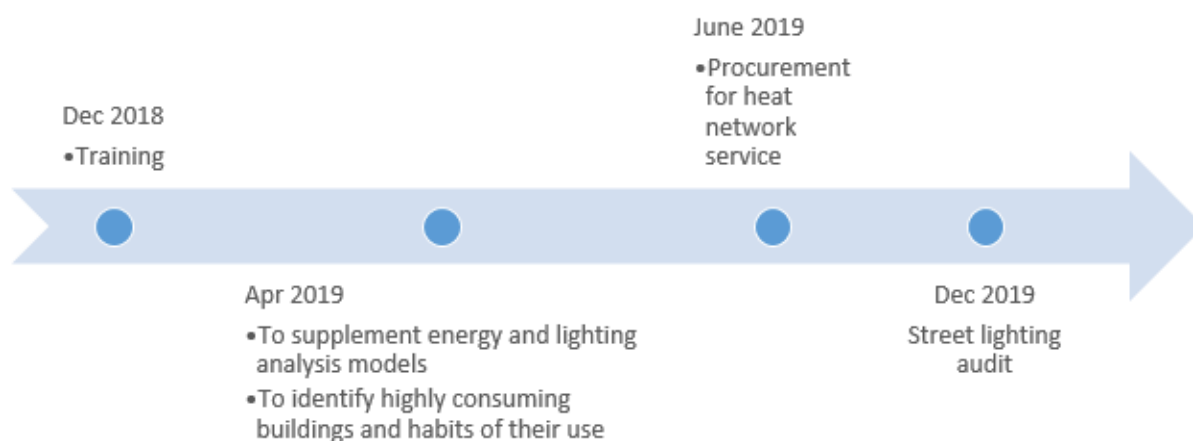 Dec 2018
•Training
Apr 2019
•To supplement energy and lighting
analysis models
•To identify highly consuming
buildings and habits of their use
June 2019
•Procurement
for heat
network
service
Dec 2019
Street lighting
audit